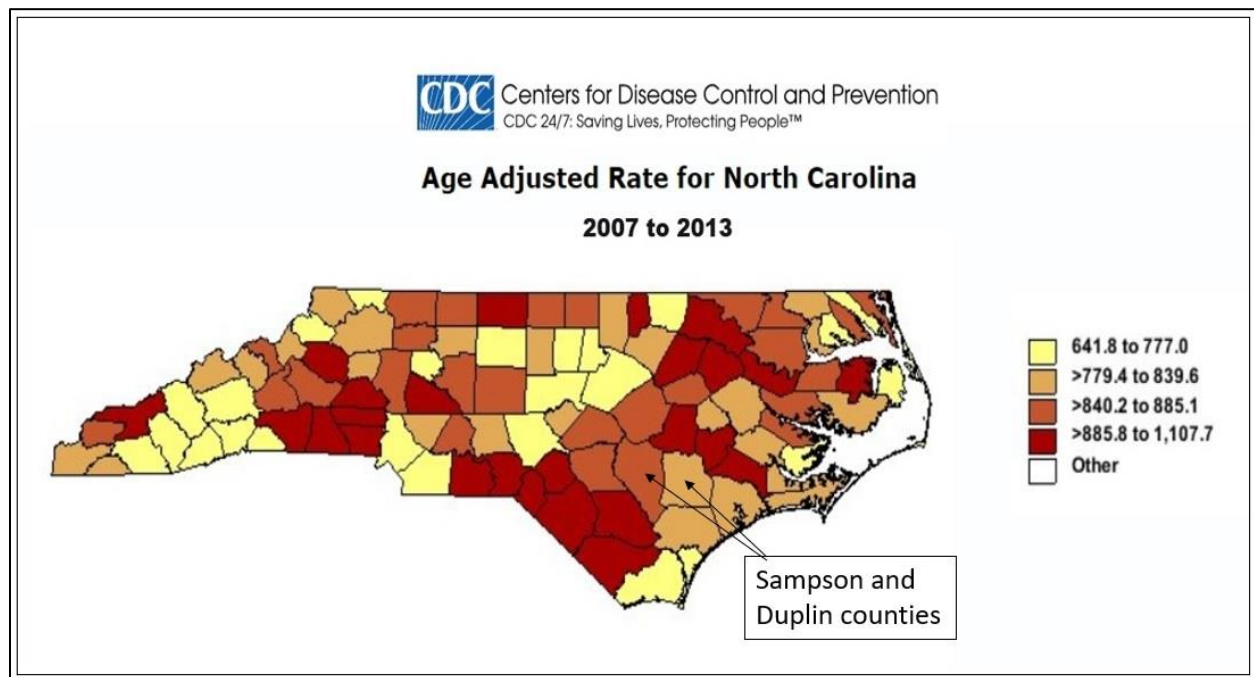 CDC Centers for Disease Control and Prevention
CDC 24/7: Saving Lives, Protecting People™
Age Adjusted Rate for North Carolina
2007 to 2013
641.8 to 777.0
>779.4 to 839.6
>840.2 to 885.1
>885.8 to 1,107.7
Other
Sampson and
Duplin counties